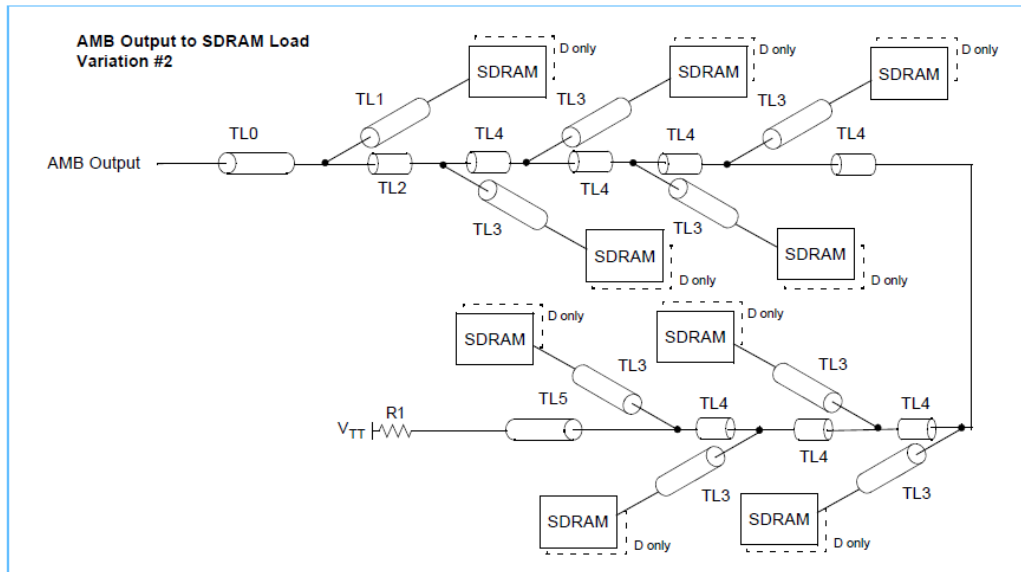 AMB Output to SDRAM Load
Variation #2
D only
SDRAM
D only
SDRAM
D only
SDRAM
TL1
TL3
TL3
TL0
TL4
TL4
TL4
AMB Output
TL2
TL4
TL3
TL3
SDRAM
D only
SDRAM
D only
D only
SDRAM
D only
SDRAM
TL3
TL3
TL5
TL4
TL4
R1
VTT
TL4
TL3
TL3
SDRAM
D only
SDRAM
D only